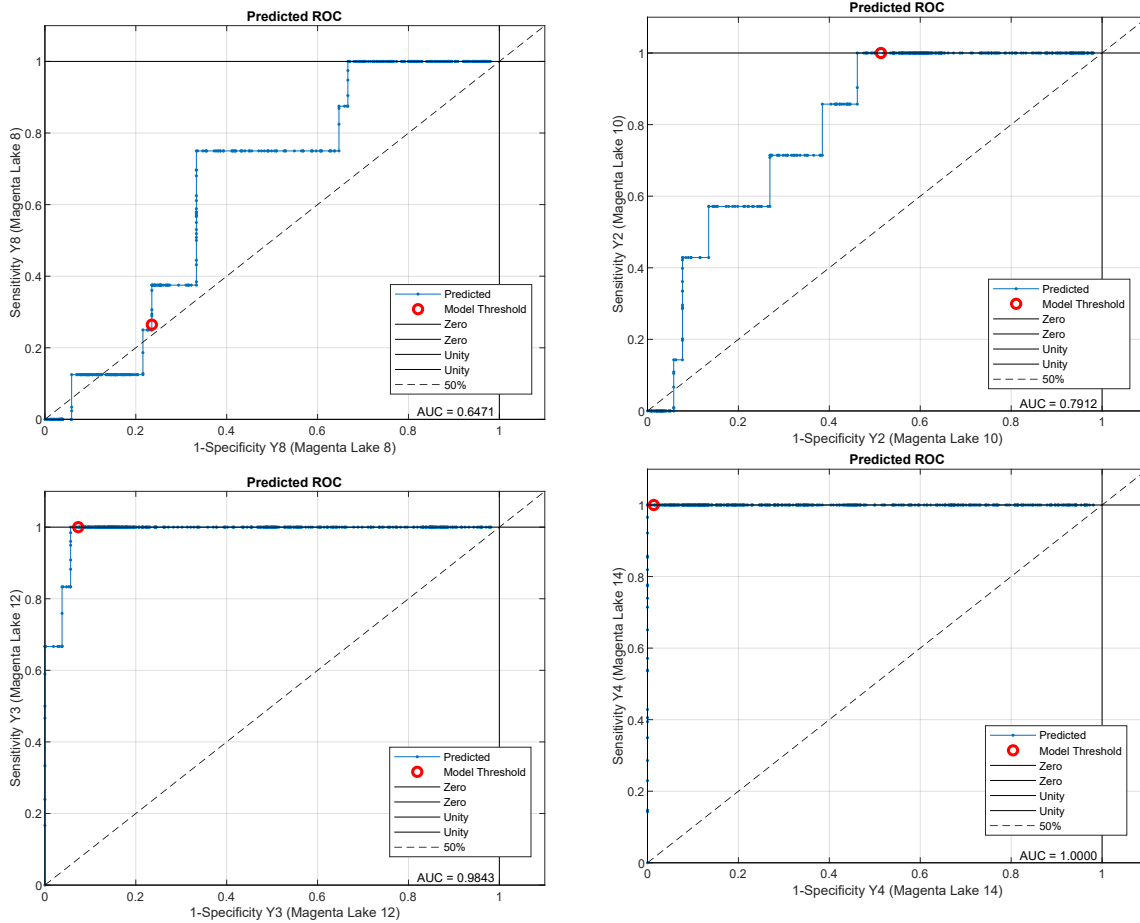 Predicted ROC
Sensitivity Y8 (Magenta Lake 8)
1
0.8
0.6
0.4
0.2
0
0
0.2
0.4
0.6
0.8
1
1-Specificity Y8 (Magenta Lake 8)
Predicted
Model Threshold
Zero
Zero
Unity
Unity
50%
AUC = 0.6471
Predicted ROC
Sensitivity Y2 (Magenta Lake 10)
1
0.8
0.6
0.4
0.2
0
0
0.2
0.4
0.6
0.8
1
1-Specificity Y2 (Magenta Lake 10)
Predicted
Model Threshold
Zero
Zero
Unity
Unity
50%
AUC = 0.7912
Predicted ROC
Sensitivity Y3 (Magenta Lake 12)
1
0.8
0.6
0.4
0.2
0
0
0.2
0.4
0.6
0.8
1
1-Specificity Y3 (Magenta Lake 12)
Predicted
Model Threshold
Zero
Zero
Unity
Unity
50%
AUC = 0.9843
Predicted ROC
Sensitivity Y4 (Magenta Lake 14)
1
0.8
0.6
0.4
0.2
0
0
0.2
0.4
0.6
0.8
1
1-Specificity Y4 (Magenta Lake 14)
Predicted
Model Threshold
Zero
Zero
Unity
Unity
50%
AUC = 1.0000